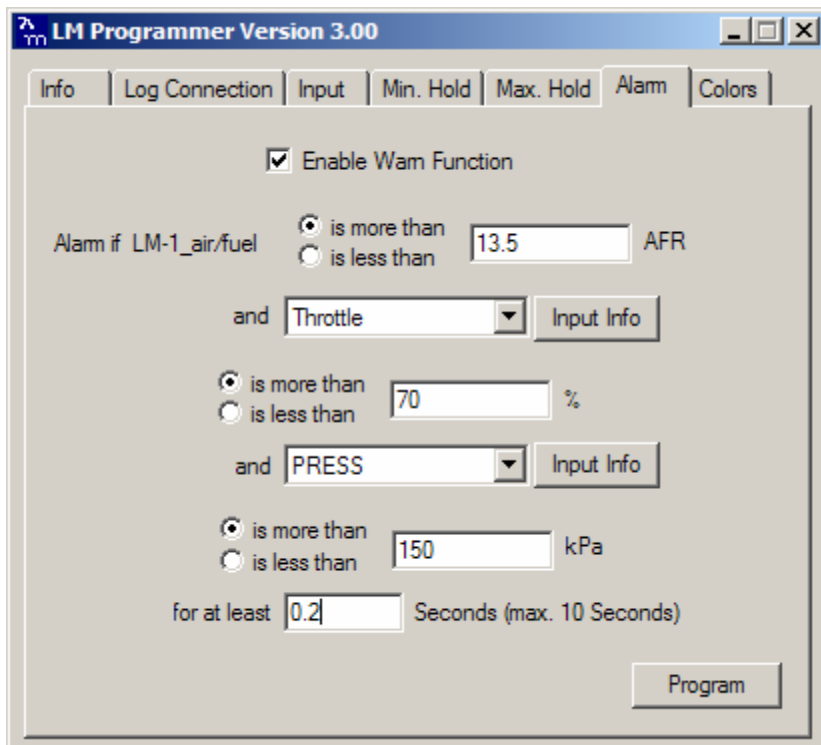 LM Programmer Version 3.00
Info Log Connection Input Min. Hold Max. Hold Alarm Colors
Enable Warn Function
is more than
Alarm if LM-1_air/fuel 13.5 AFR
is less than
and Throttle Input Info
is more than
70 %
is less than
and PRESS Input Info
is more than
150 kPa
is less than
for at least 0.2 Seconds (max. 10 Seconds)
Program